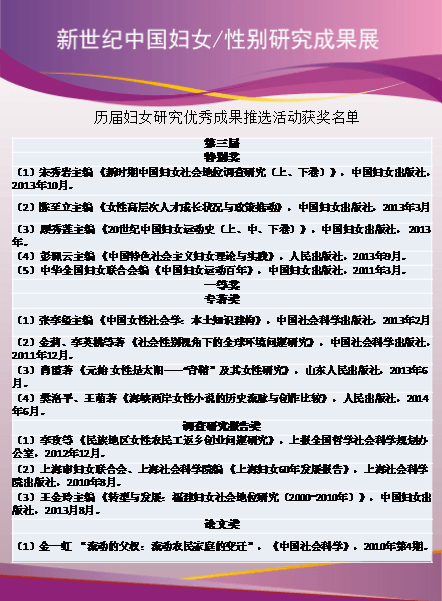 新世纪中国妇女/性别研究成果展
历届妇女研究优秀成果推选活动获奖名单
第三届
特别奖
（1）宋秀岩主编《新时期中国妇女社会地位调查研究（上、下卷）》，中国妇女出版社，
2013年10月。
（2）陈至立主编《女性高层次人才成长状况与政策推动》，中国妇女出版社，2013年3月
（3）顾秀莲主编《20世纪中国妇女运动史（上、中、下卷）》，中国妇女出版社，2013
年。
（4）彭珮云主编《中国特色社会主义妇女理论与实践》，人民出版社，2013年9月。
（5）中华全国妇女联合会编《中国妇女运动百年》，中国妇女出版社，2011年3月。
一等奖
专著类
（1）张李玺主编《中国女性社会学：本土知识建构》，中国社会科学出版社，2013年2月
（2）金莉、李英桃等著《社会性别视角下的全球环境问题研究》，中国社会科学出版社，
2011年12月。
（3）肖巍著《元始女性是太阳——“青鞜”及其女性研究》，山东人民出版社，2013年6
月。
（4）樊洛平、王萌著《海峡两岸女性小说的历史流脉与创作比较》，人民出版社，2014
年6月。
调查研究报告类
（1）李玫等《民族地区女性农民工返乡创业问题研究》，上报全国哲学社会科学规划办
公室，2012年12月。
（2）上海市妇女联合会、上海社会科学院编《上海妇女60年发展报告》，上海社会科学
院出版社，2010年8月。
（3）王金玲主编《转型与发展：福建妇女社会地位研究（2000-2010年）》，中国妇女出
版社，2013月8月。
论文类
（1）金一虹 “流动的父权：流动农民家庭的变迁”，《中国社会科学》，2010年第4期。